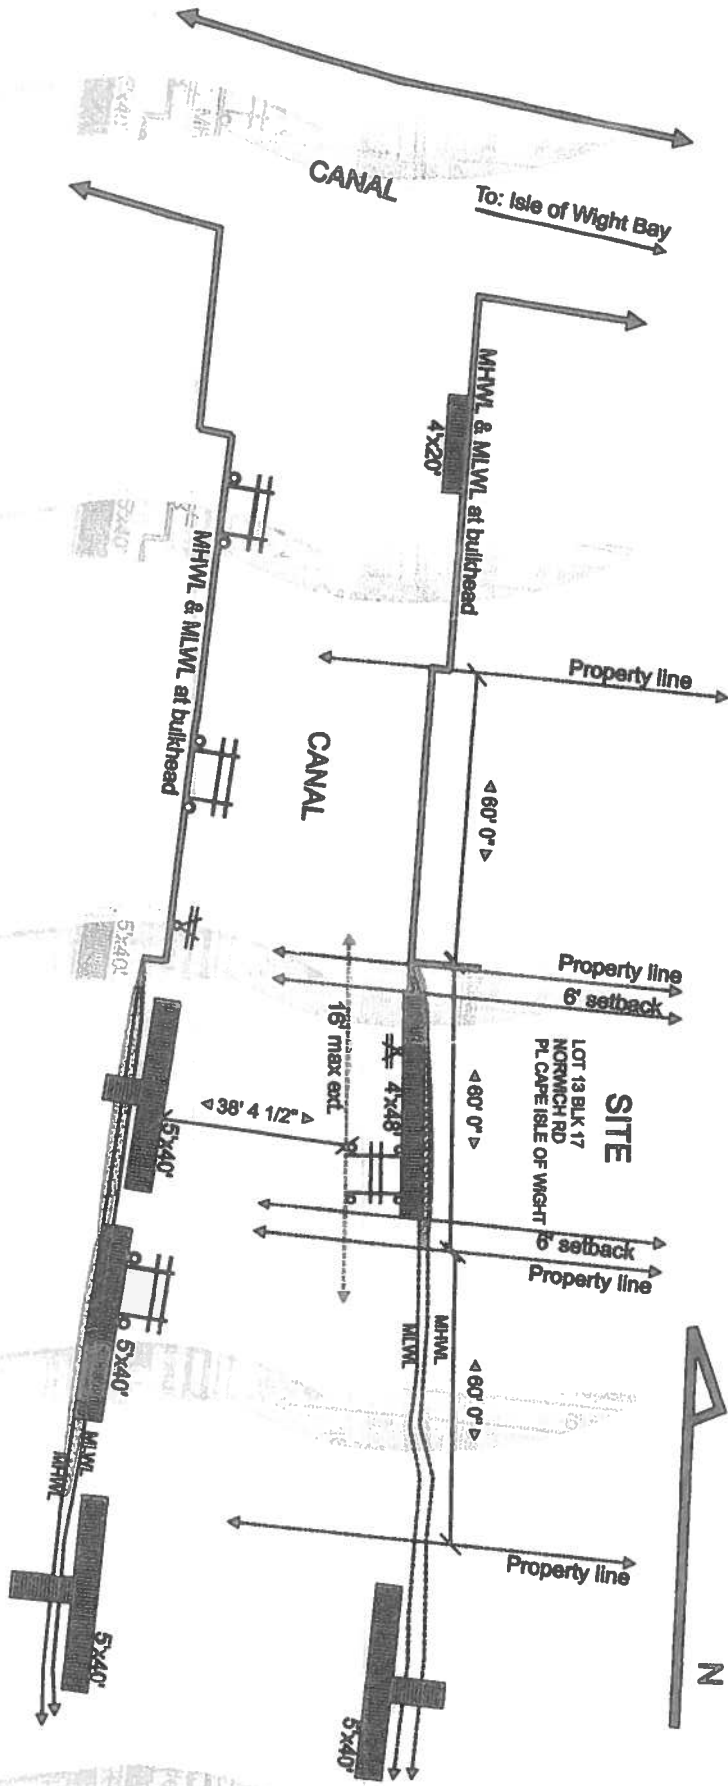 CANAL
To: Isle of Wight Bay
MHWL & MLWL at bulkhead
4'x20'
MHWL & MLWL at bulkhead
Property line
CANAL
60' 0"
Property line
6' setback
16' max ext.
4'x48'
60' 0"
SITE
LOT 13 BLK 17
NORWICH RD
PL CAPE ISLE OF WIGHT
38' 4 1/2"
5'x40'
6' setback
Property line
5'x40'
MLWL
MHWL
60' 0"
MLWL
MHWL
Property line
5'x40'
5'x40'
N
5'x40'